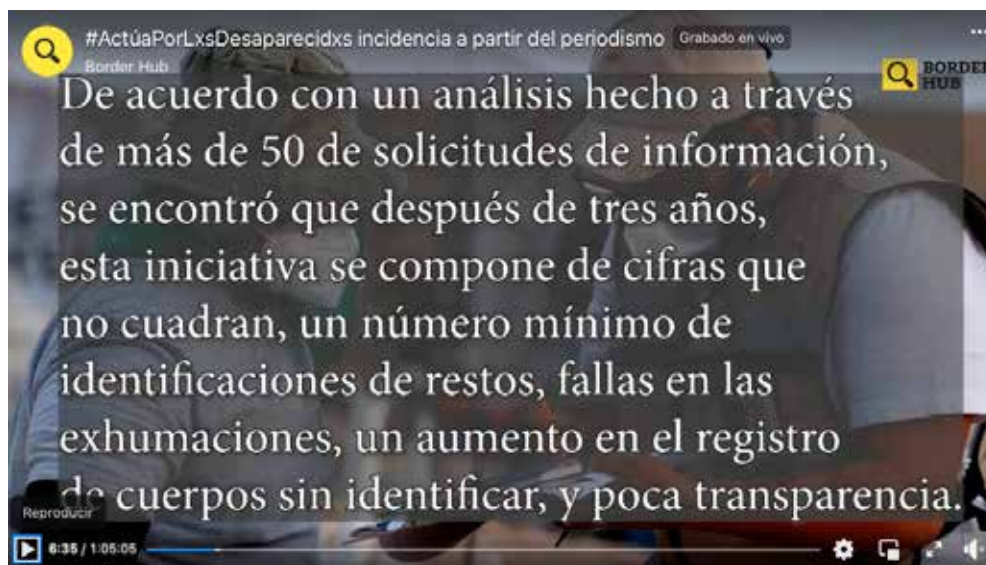 #ActúaPorLxsDesaparecidxs incidencia a partir del periodismo Grabado en vivo
Border Hub
BORDER
HUB
De acuerdo con un análisis hecho a través
de más de 50 de solicitudes de información,
se encontró que después de tres años,
esta iniciativa se compone de cifras que
no cuadran, un número mínimo de
identificaciones de restos, fallas en las
exhumaciones, un aumento en el registro
de cuerpos sin identificar, y poca transparencia.
Reproducir
6:35 / 1:05:05